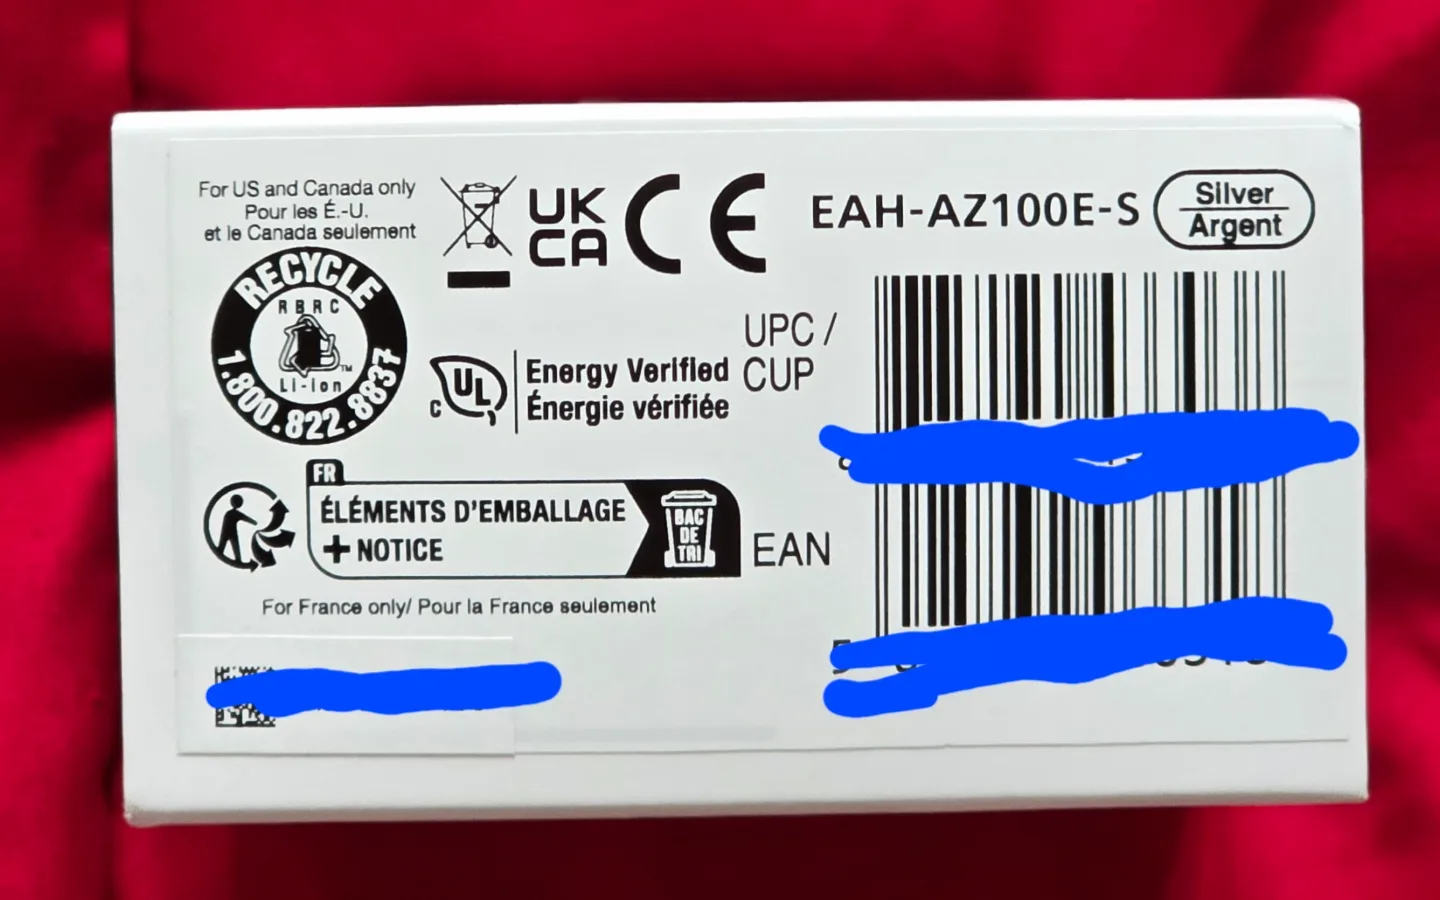 For US and Canada only
Pour les É.-U.
et le Canada seulement
RECYCLE
RBRC
Li-ion
TM
1.800.822.8837
UK
CA
CE
EAH-AZ100E-S
Silver
Argent
C UL
Energy Verified
Énergie vérifiée
UPC /
CUP
FR
ÉLÉMENTS D'EMBALLAGE
+ NOTICE
BAC
DE
TRI
EAN
For France only/ Pour la France seulement